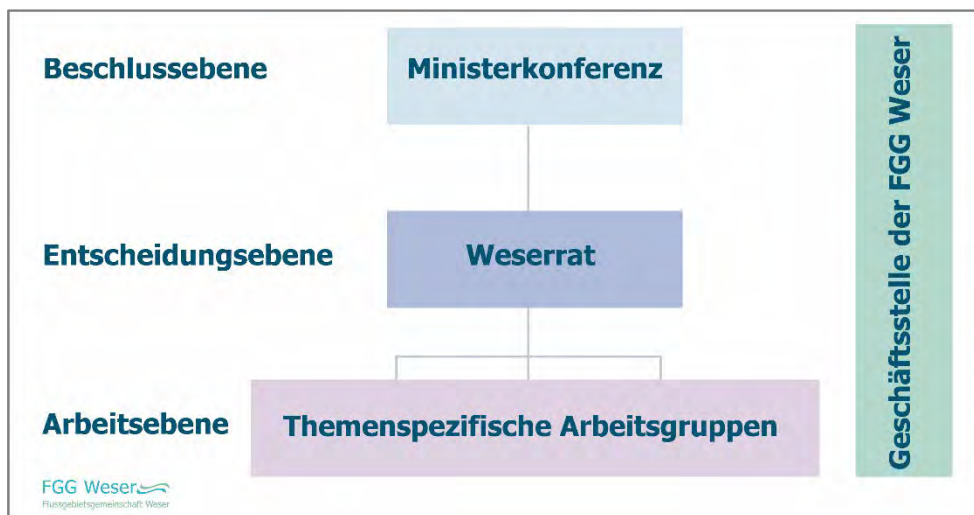 Beschlussebene
Ministerkonferenz
Entscheidungsebene
Weserrat
Arbeitsebene
Themenspezifische Arbeitsgruppen
Geschäftsstelle der FGG Weser
FGG Weser
Flussgebietsgemeinschaft Weser